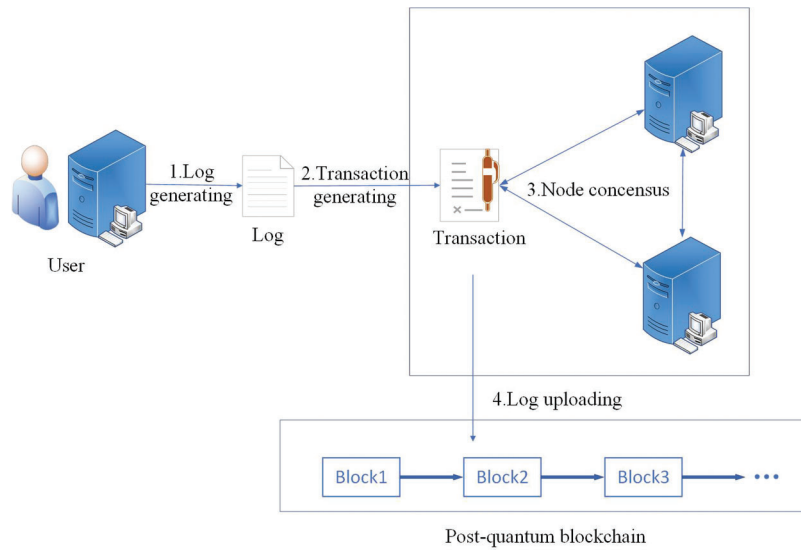 1.Log
generating
User
Log
2.Transaction
generating
Transaction
3.Node concensus
4.Log uploading
Block1
Block2
Block3
...
Post-quantum blockchain